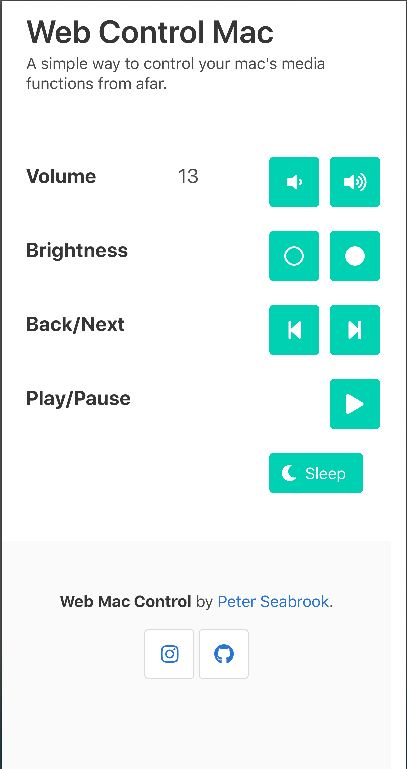 Web Control Mac
A simple way to control your mac's media
functions from afar.
Volume 13
Brightness
Back/Next
Play/Pause
Sleep
Web Mac Control by Peter Seabrook.